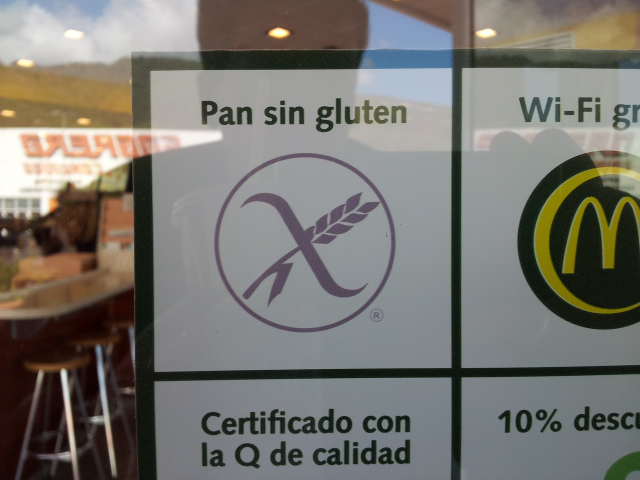 Pan sin gluten
Wi-Fi gr
®
Certificado con
la Q de calidad
10% descu